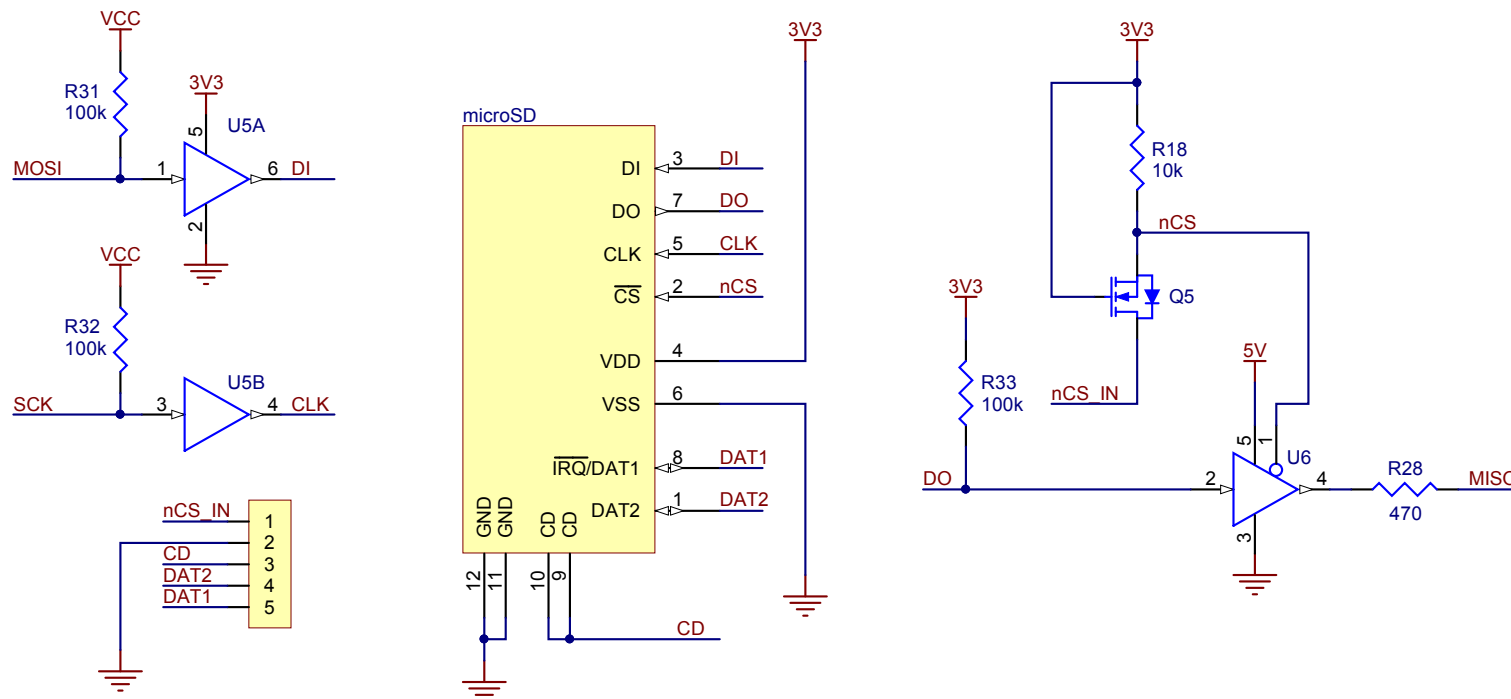 VCC
R31
100k
3V3
5
U5A
MOSI
1
6
DI
2
VCC
R32
100k
U5B
SCK
3
4
CLK
nCS_IN
1
2
CD
3
DAT2
4
DAT1
5
3V3
microSD
DI
3
DI
DO
7
DO
CLK
5
CLK
CS
2
nCS
VDD
4
VSS
6
IRQ/DAT1
8
DAT1
DAT2
1
DAT2
GND
GND
CD
CD
12
11
10
9
CD
3V3
R18
10k
nCS
Q5
3V3
R33
100k
nCS_IN
5V
5
1
U6
DO
2
4
R28
470
MISO
3